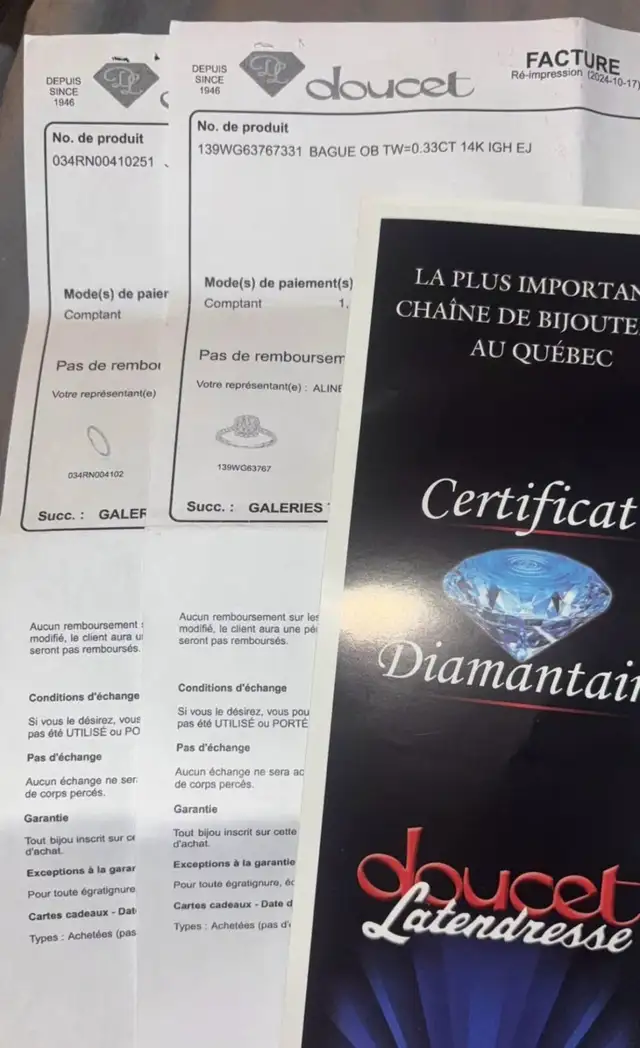 DEPUIS
SINCE
1946
DL
No. de produit
034RN00410251
Mode(s) de paier
Comptant
Pas de rembou
Votre représentant(e)
034RN004102
Succ. : GALER
Aucun remboursement
modifié, le client aura u
seront pas remboursés.
Conditions d'échange
Si vous le désirez, vous
pas été UTILISÉ ou PO
Pas d'échange
Aucun échange ne ser
de corps percés.
Garantie
Tout bijou inscrit sur ce
d'achat.
Exceptions à la garar
Pour toute égratignure
Cartes cadeaux - Dat
Types : Achetées (pas
DEPUIS
SINCE
1946
DL
doucet
FACTURE
Ré-impression (2024-10-17)
No. de produit
139WG63767331 BAGUE OB TW=0.33CT 14K IGH EJ
Mode(s) de paiement(s)
Comptant 1,
Pas de remboursem
Votre représentant(e) : ALINE
139WG63767
Succ. : GALERIES
Aucun remboursement sur les
modifié, le client aura une pé
seront pas remboursés.
Conditions d'échange
Si vous le désirez, vous pou
pas été UTILISÉ ou PORTÉ
Pas d'échange
Aucun échange ne sera ac
de corps percés.
Garantie
Tout bijou inscrit sur cette
d'achat.
Exceptions à la garantie
Pour toute égratignure, éc
Cartes cadeaux - Date d
Types : Achetées (pas d'
LA PLUS IMPORTAN
CHAÎNE DE BIJOUTE
AU QUÉBEC
Certificat
Diamantair
doucet
Latendresse